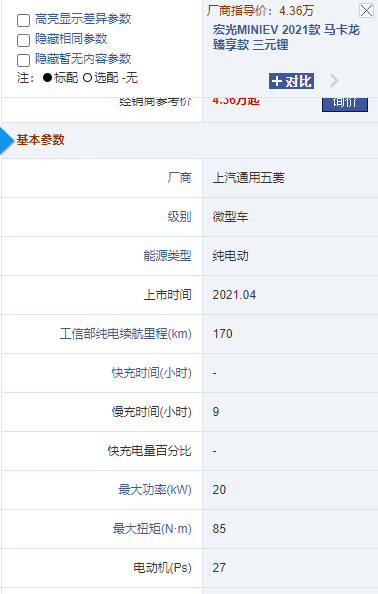 厂商指导价：4.36万
高亮显示差异参数
宏光MINIEV 2021款 马卡龙
隐藏相同参数
臻享款 三元锂
隐藏暂无内容参数
注：●标配 ○选配 -无
+对比
经销商参考价 4.36万起 询价
基本参数
厂商 上汽通用五菱
级别 微型车
能源类型 纯电动
上市时间 2021.04
工信部纯电续航里程(km) 170
快充时间(小时) -
慢充时间(小时) 9
快充电量百分比 -
最大功率(kW) 20
最大扭矩(N·m) 85
电动机(Ps) 27